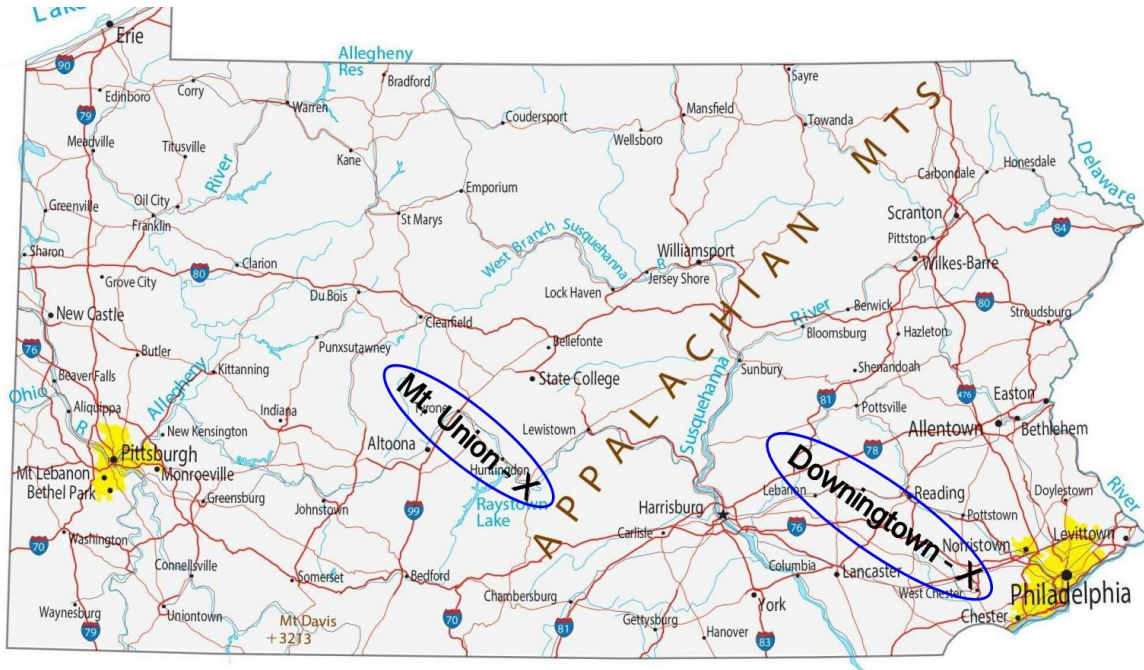 Lake
Erie
90
Edinboro
Corry
Warren
Allegheny
Res
Bradford
Coudersport
Mansfield
Wellsboro
Sayre
Towanda
79
Meadville
Titusville
River
Kane
Emporium
St Marys
Oil City
Franklin
Greenville
Sharon
80
Clarion
Grove City
Du Bois
Clearfield
West Branch Susquehanna R
Lock Haven
Jersey Shore
Williamsport
Carbondale
Honesdale
Delaware
Scranton
84
Pittston
Wilkes-Barre
Berwick
80
Stroudsburg
River
Bloomsburg
Hazleton
New Castle
76
Butler
Punxsutawney
Bellefonte
State College
Sunbury
Shenandoah
Susquehanna
81
476
Easton
Pottsville
Allentown
Bethlehem
78
Ohio
R
Beaver Falls
Allegheny
Kittanning
Aliquippa
New Kensington
Indiana
Pittsburgh
Monroeville
Mt Lebanon
Bethel Park
Greensburg
Johnstown
Tyrone
Altoona
Mt. Union - X
Huntingdon
Raystown
Lake
Lewistown
99
APPALACHIAN MTS
Harrisburg
Carlisle
Lebanon
Downingtown - X
Reading
Pottstown
Doylestown
River
76
Norristown
Levittown
Philadelphia
West Chester
Chester
Columbia
Lancaster
York
70
Washington
Connellsville
Somerset
Bedford
Chambersburg
Waynesburg
79
Uniontown
Mt Davis
+3213
70
81
Gettysburg
Hanover
83